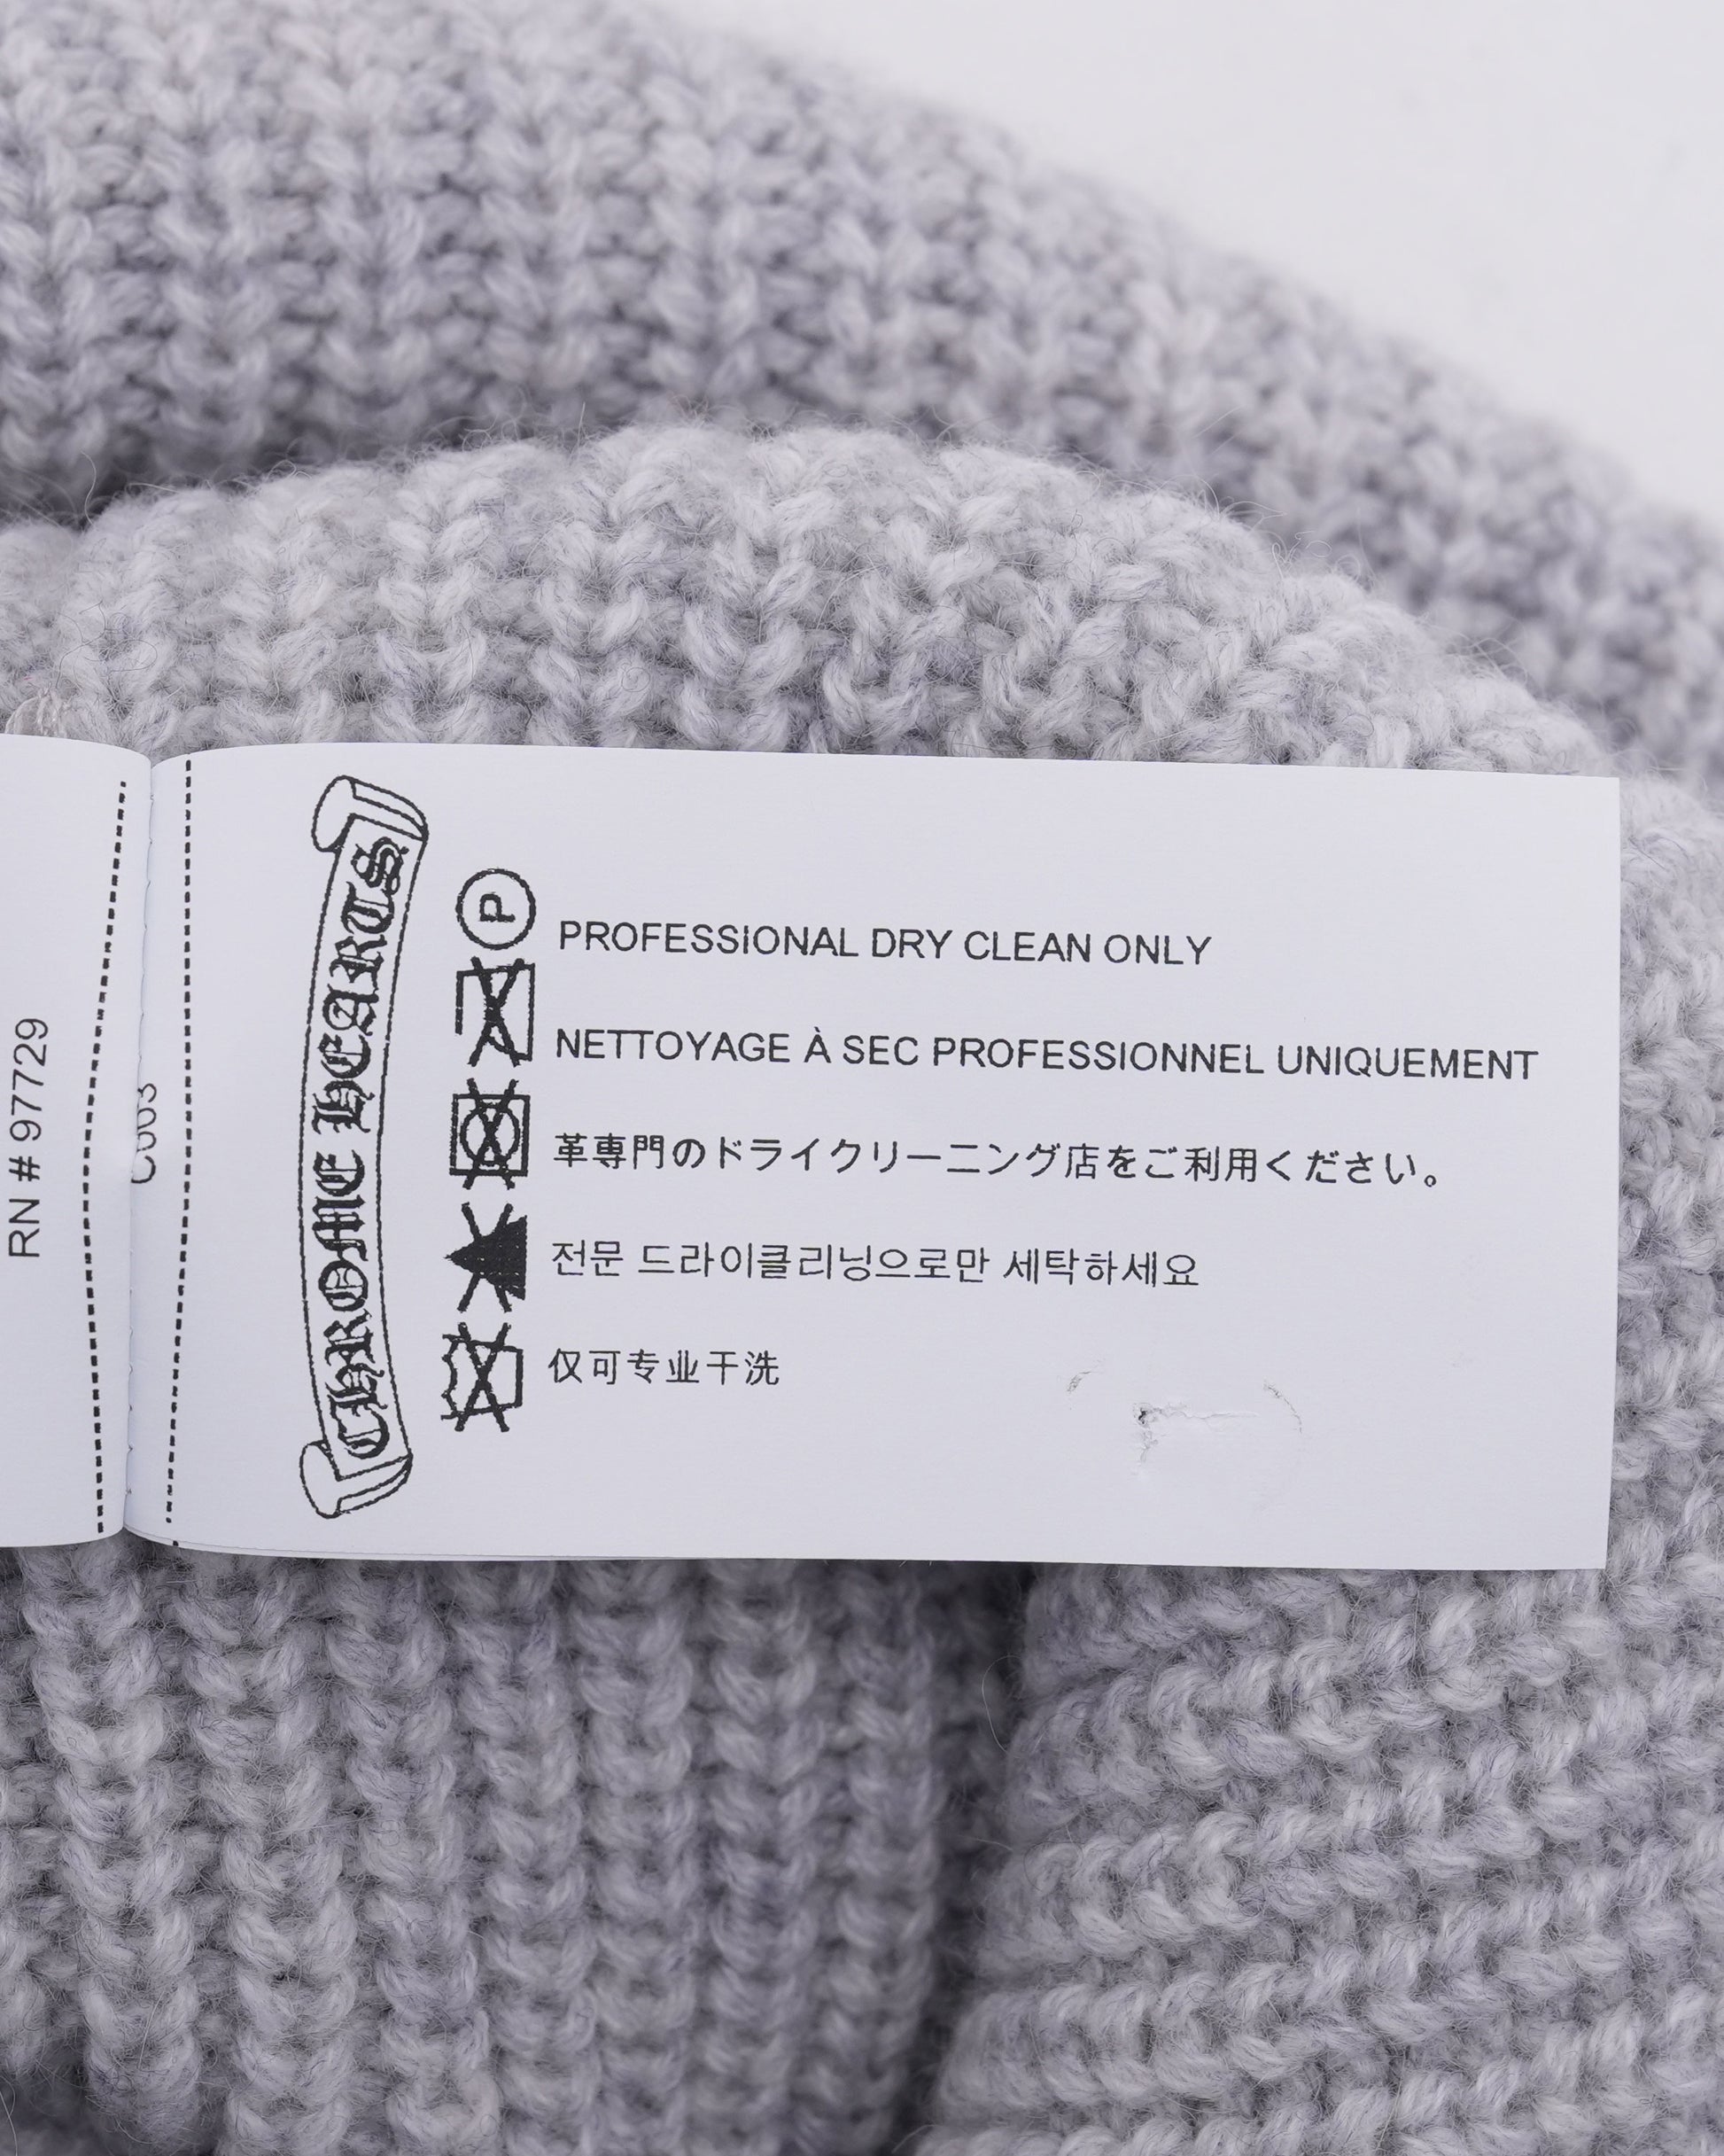 RN # 97729
CHROME HEARTS
P
PROFESSIONAL DRY CLEAN ONLY
NETTOYAGE À SEC PROFESSIONNEL UNIQUEMENT
革専門のドライクリーニング店をご利用ください。
전문 드라이클리닝으로만 세탁하세요
仅可专业干洗